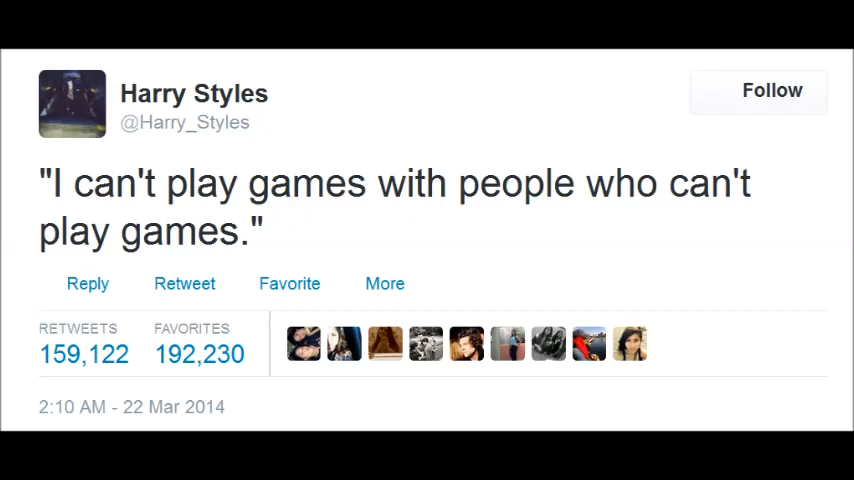 Harry Styles
@Harry_Styles
Follow
"I can't play games with people who can't
play games."
Reply Retweet Favorite More
RETWEETS FAVORITES
159,122 192,230
2:10 AM - 22 Mar 2014